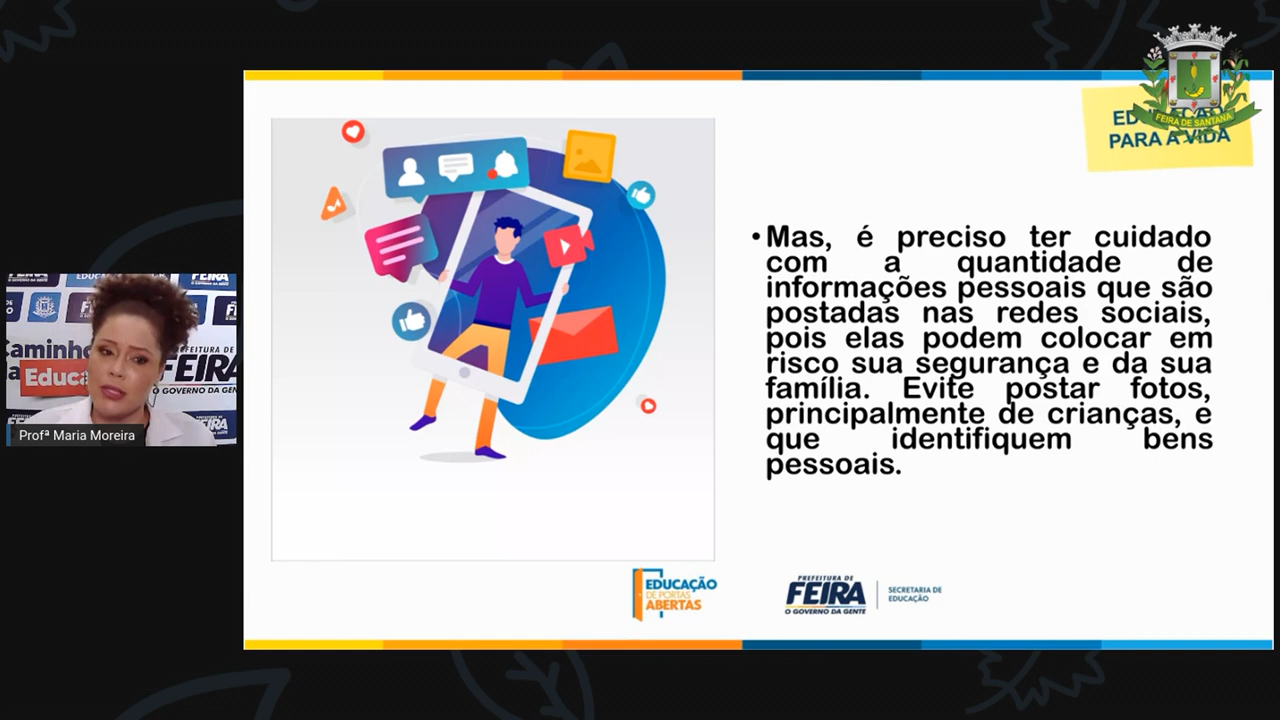 FEIRA DE SANTANA
PARA A VIDA
• Mas, é preciso ter cuidado
com a quantidade de
informações pessoais que são
postadas nas redes sociais,
pois elas podem colocar em
risco sua segurança e da sua
família. Evite postar fotos,
principalmente de crianças, e
que identifiquem bens
pessoais.
FEIRA
Caminho
Educa
PREFEITURA DE
FEIRA
O GOVERNO DA GENTE
Profª Maria Moreira
EDUCAÇÃO
DE PORTAS
ABERTAS
PREFEITURA DE
FEIRA
O GOVERNO DA GENTE
SECRETARIA DE
EDUCAÇÃO